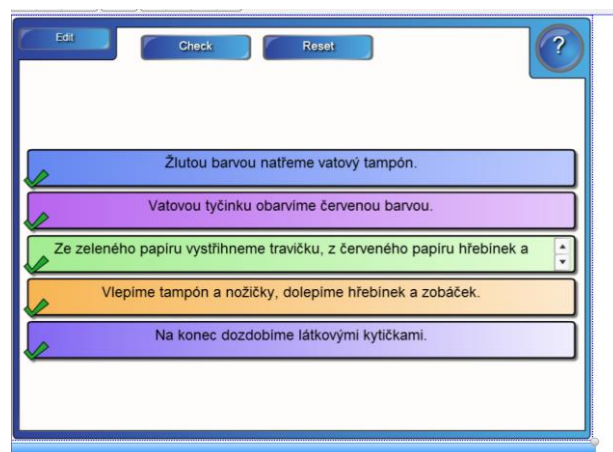 Edit
Check
Reset
?
Žlutou barvou natřeme vatový tampón.
Vatovou tyčinku obarvíme červenou barvou.
Ze zeleného papíru vystřihneme travičku, z červeného papíru hřebínek a
Vlepíme tampón a nožičky, dolepíme hřebínek a zobáček.
Na konec dozdobíme látkovými kytičkami.